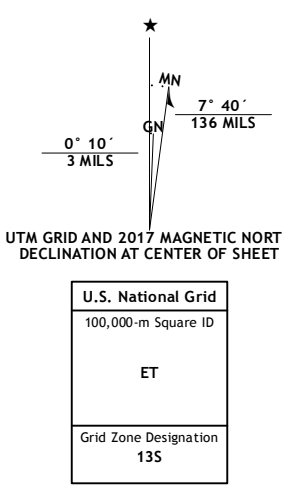 ★
MN
GN
7° 40´
136 MILS
0° 10´
3 MILS
UTM GRID AND 2017 MAGNETIC NORT
DECLINATION AT CENTER OF SHEET
U.S. National Grid
100,000-m Square ID
ET
Grid Zone Designation
13S